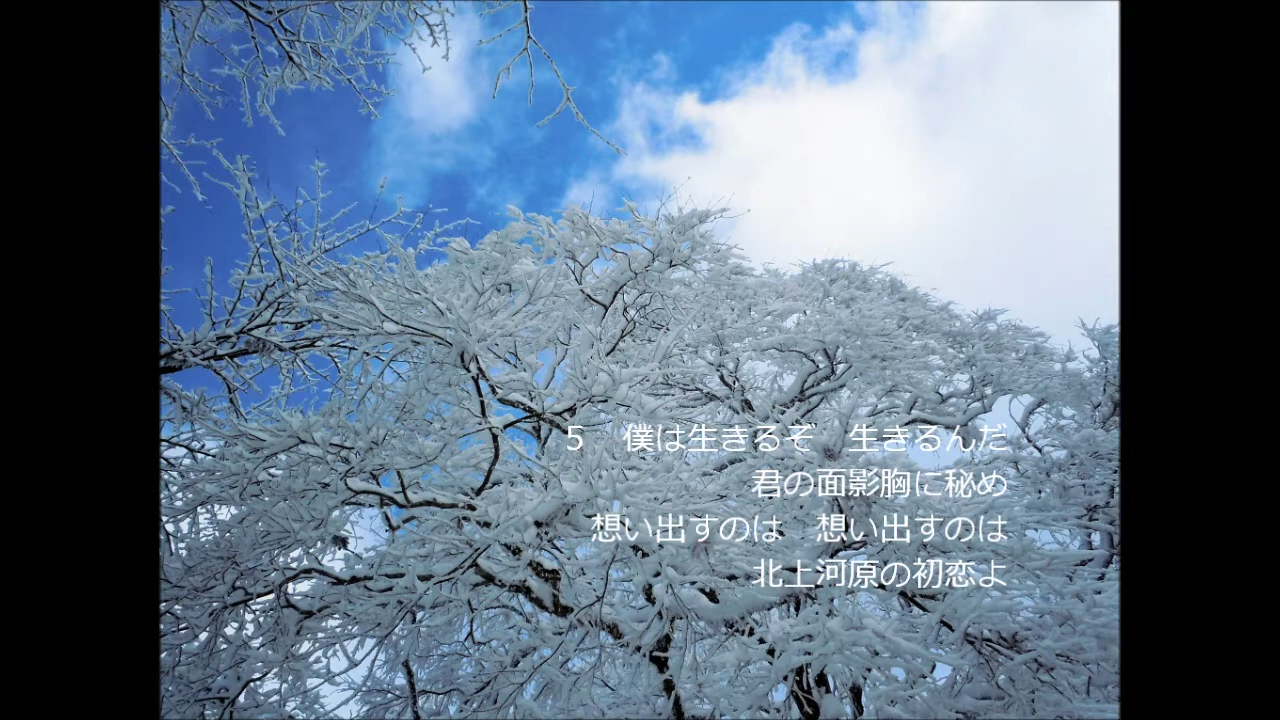 5　僕は生きるぞ　生きるんだ
君の面影胸に秘め
想い出すのは　想い出すのは
北上河原の初恋よ